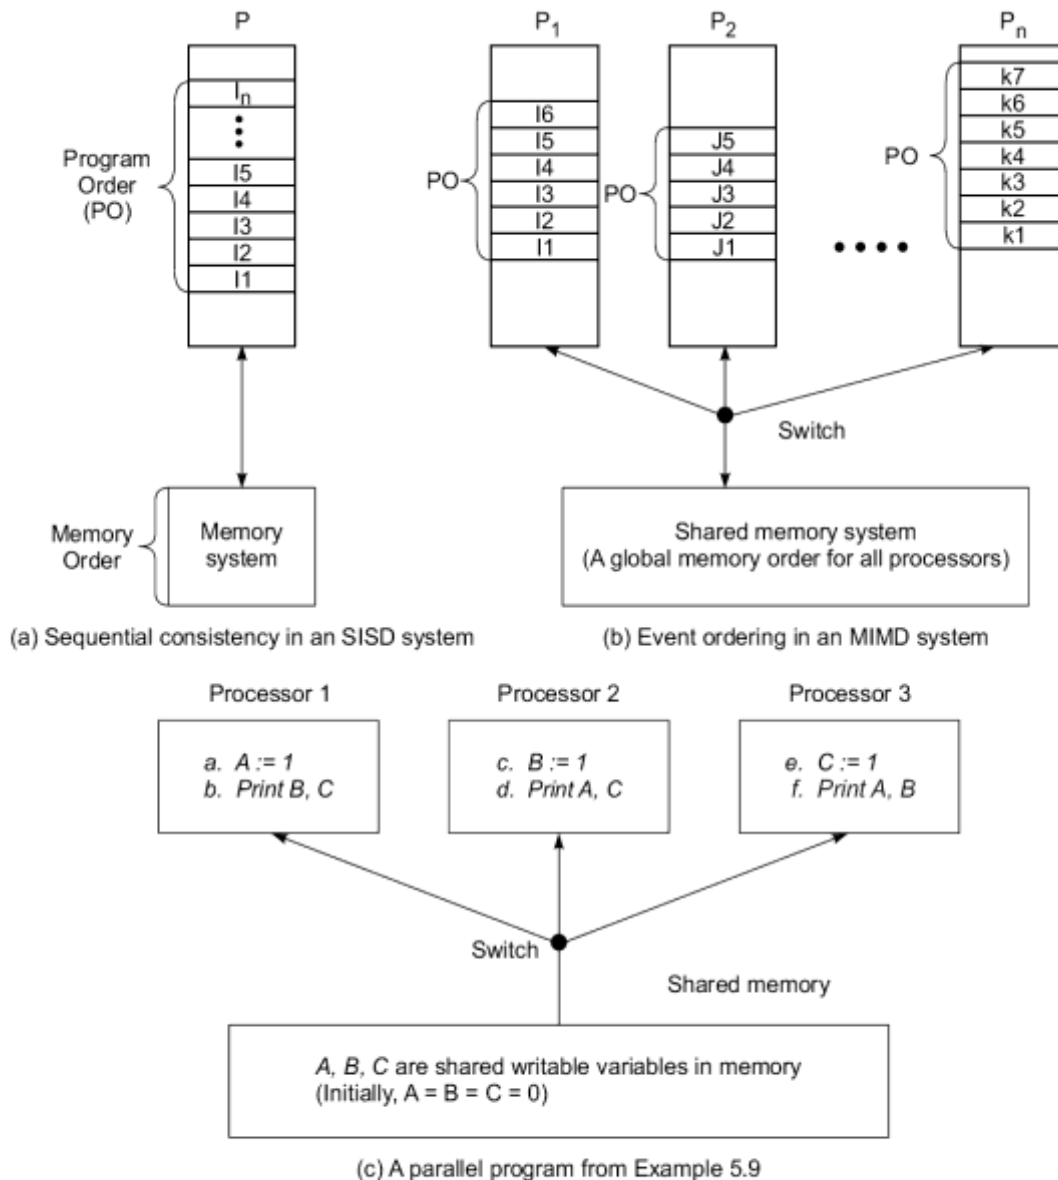 P
I_n
I5
I4
I3
I2
I1
Program
Order
(PO)
Memory
Order
Memory
system
(a) Sequential consistency in an SISD system
P1
I6
I5
I4
I3
I2
I1
PO
P2
J5
J4
J3
J2
J1
PO
Pn
k7
k6
k5
k4
k3
k2
k1
PO
Switch
Shared memory system
(A global memory order for all processors)
(b) Event ordering in an MIMD system
Processor 1
a. A := 1
b. Print B, C
Processor 2
c. B := 1
d. Print A, C
Processor 3
e. C := 1
f. Print A, B
Switch
Shared memory
A, B, C are shared writable variables in memory
(Initially, A = B = C = 0)
(c) A parallel program from Example 5.9